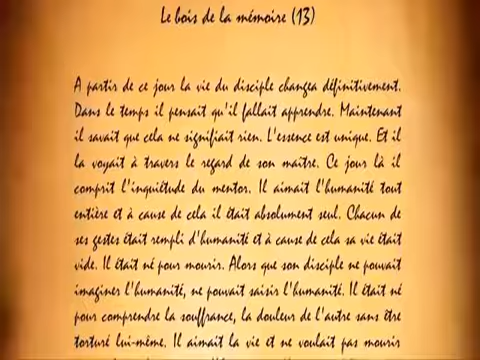 Le bois de la mémoire (13)
A partir de ce jour la vie du disciple changea définitivement.
Dans le temps il pensait qu'il fallait apprendre. Maintenant
il savait que cela ne signifiait rien. L'essence est unique. Et il
la voyait à travers le regard de son maître. Ce jour là il
comprit l'inquiétude du mentor. Il aimait l'humanité tout
entière et à cause de cela il était absolument seul. Chacun de
ses gestes était rempli d'humanité et à cause de cela sa vie était
vide. Il était né pour mourir. Alors que son disciple ne pouvait
imaginer l'humanité, ne pouvait saisir l'humanité. Il était né
pour comprendre la souffrance, la douleur de l'autre sans être
torturé lui-même. Il aimait la vie et ne voulait pas mourir